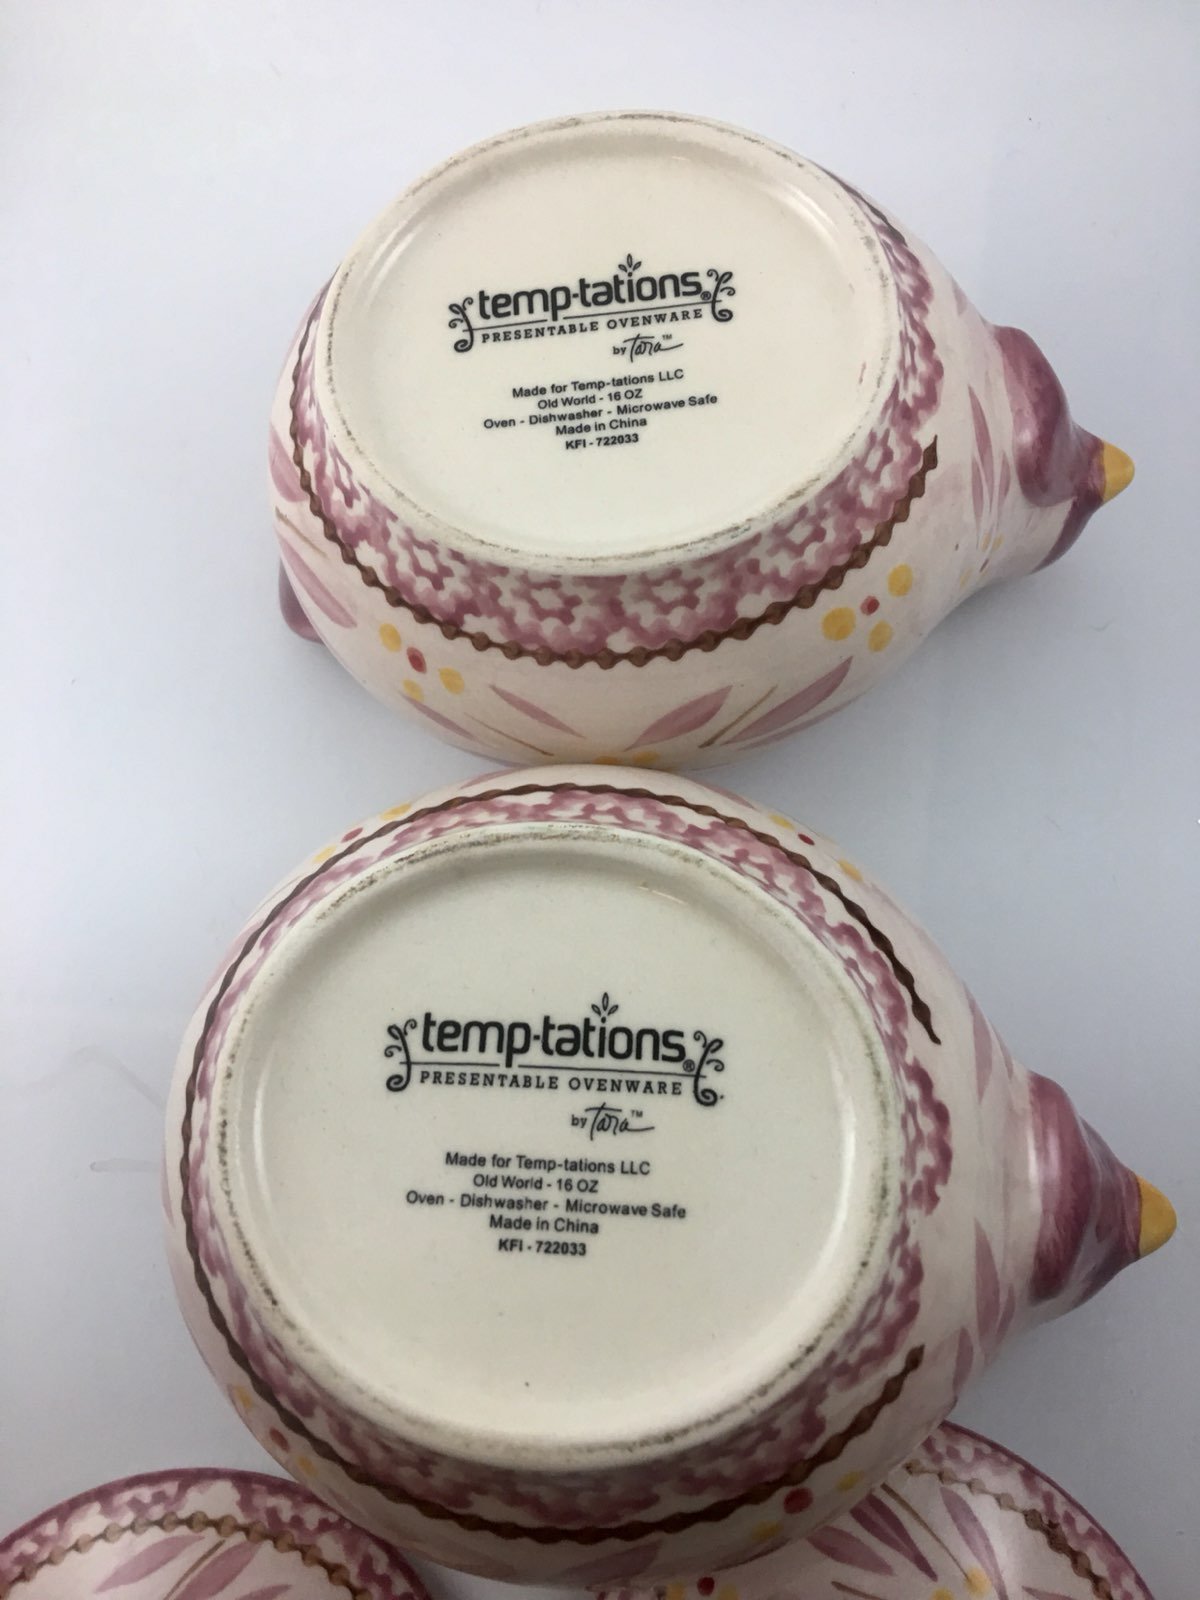 temp-tations®
PRESENTABLE OVENWARE
by Tara™
Made for Temp-tations LLC
Old World - 16 OZ
Oven - Dishwasher - Microwave Safe
Made in China
KFI - 722033
temp-tations®
PRESENTABLE OVENWARE
by Tara™
Made for Temp-tations LLC
Old World - 16 OZ
Oven - Dishwasher - Microwave Safe
Made in China
KFI - 722033